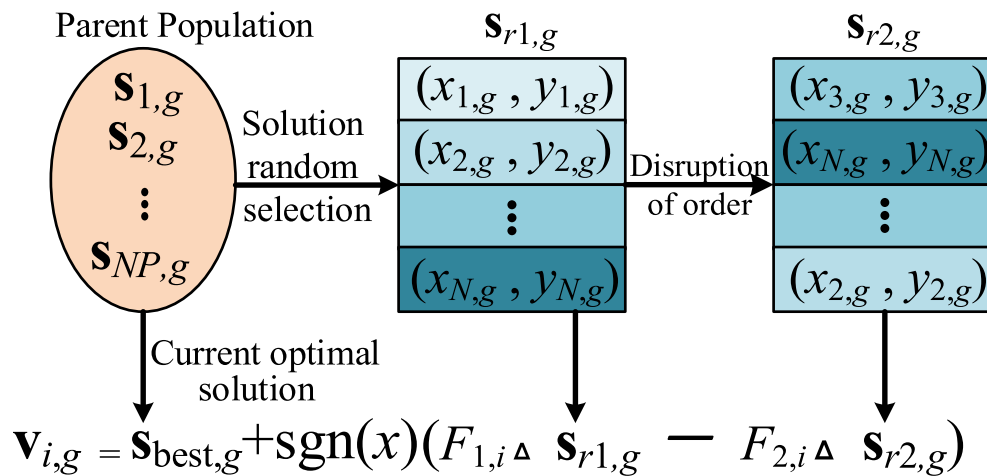 Parent Population
s1,g
s2,g
⋮
sNP,g
Solution
random
selection
sr1,g
(x1,g , y1,g)
(x2,g , y2,g)
⋮
(xN,g , yN,g)
Disruption
of order
sr2,g
(x3,g , y3,g)
(xN,g , yN,g)
⋮
(x2,g , y2,g)
Current optimal
solution
vi,g = sbest,g+sgn(x)(F1,i Δ sr1,g − F2,i Δ sr2,g)